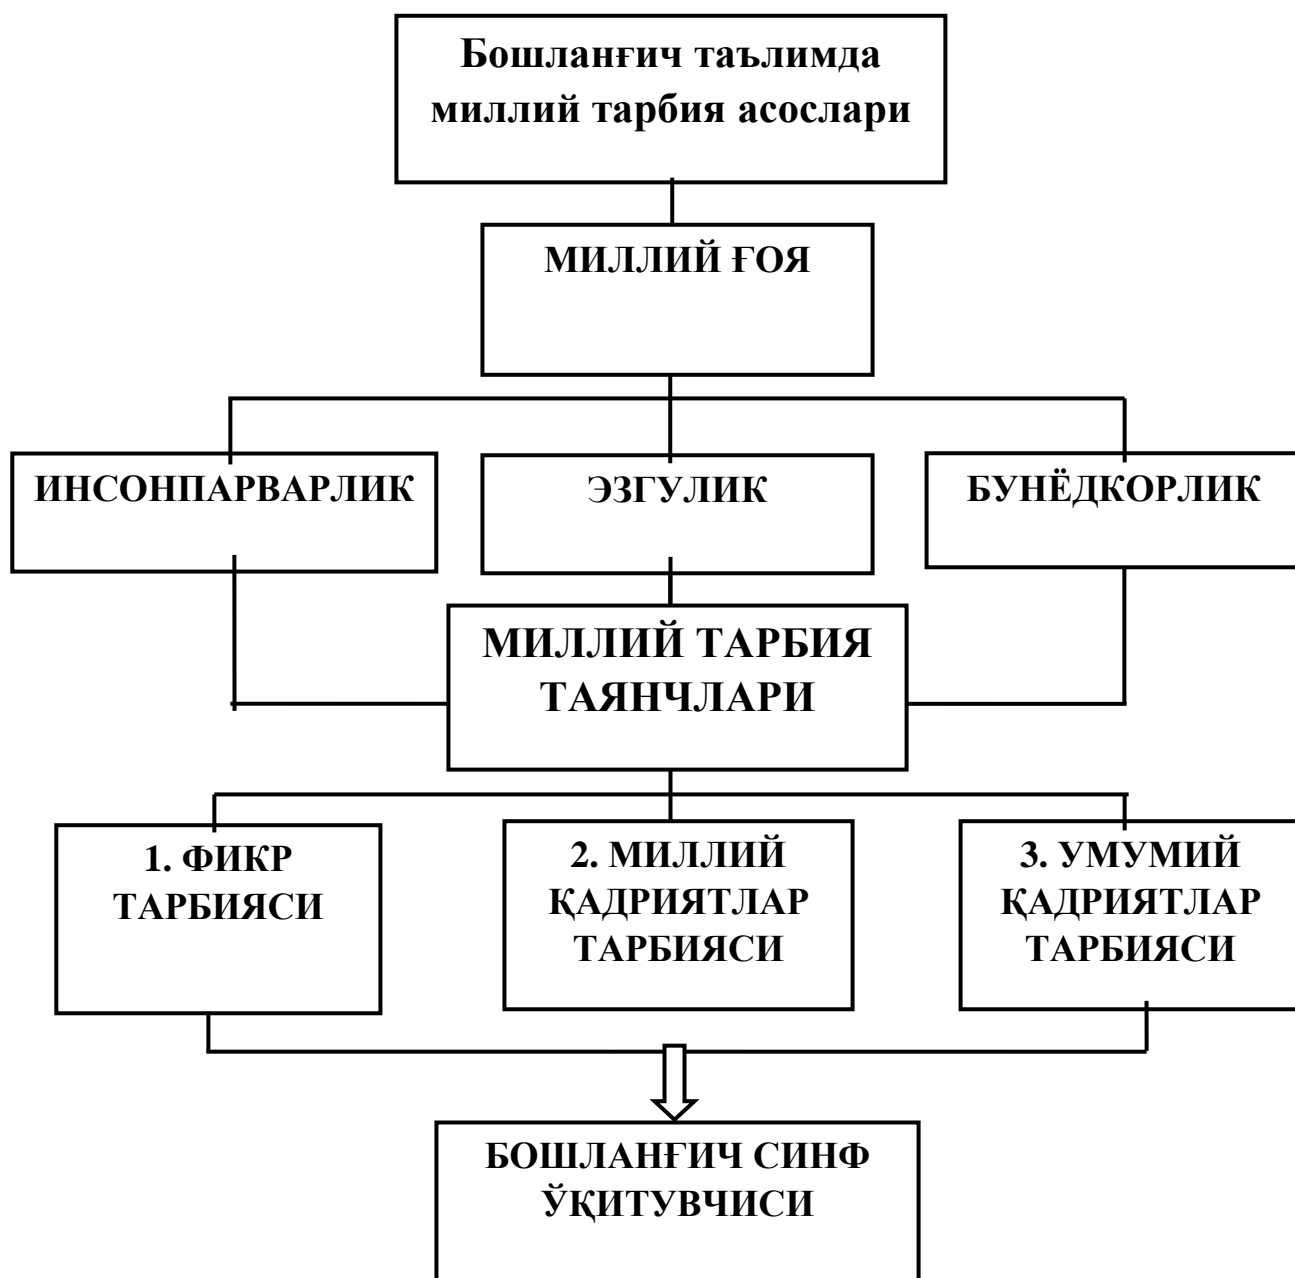 Бошланғич таълимда
миллий тарбия асослари
МИЛЛИЙ ҒОЯ
ИНСОНПАРВАРЛИК
ЭЗГУЛИК
БУНЁДКОРЛИК
МИЛЛИЙ ТАРБИЯ
ТАЯНЧЛАРИ
1. ФИКР
ТАРБИЯСИ
2. МИЛЛИЙ
ҚАДРИЯТЛАР
ТАРБИЯСИ
3. УМУМИЙ
ҚАДРИЯТЛАР
ТАРБИЯСИ
БОШЛАНҒИЧ СИНФ
ЎҚИТУВЧИСИ